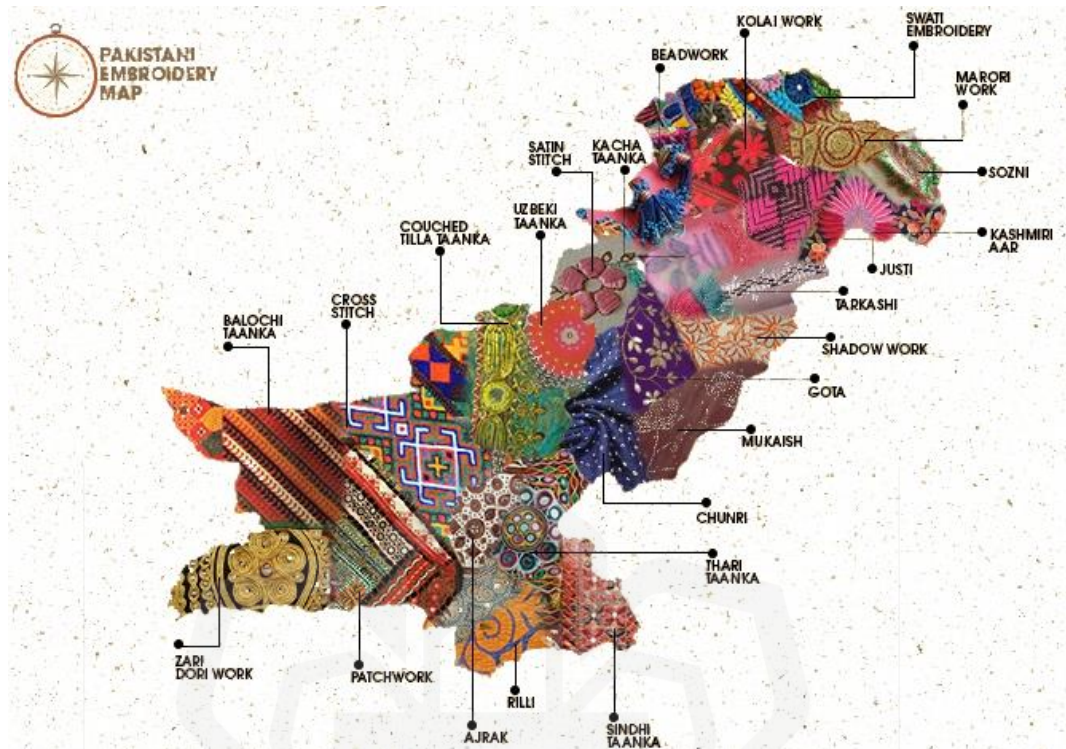 PAKISTANI
EMBROIDERY
MAP
KOLAI WORK
SWATI
EMBROIDERY
BEADWORK
MARORI
WORK
SATIN
STITCH
KACHA
TAANKA
SOZNI
UZBEKI
TAANKA
COUCHED
TILLA TAANKA
KASHMIRI
AAR
JUSTI
TARKASHI
CROSS
STITCH
BALOCHI
TAANKA
SHADOW WORK
GOTA
MUKAISH
CHUNRI
THARI
TAANKA
ZARI
DORI WORK
PATCHWORK
RILLI
AJRAK
SINDHI
TAANKA